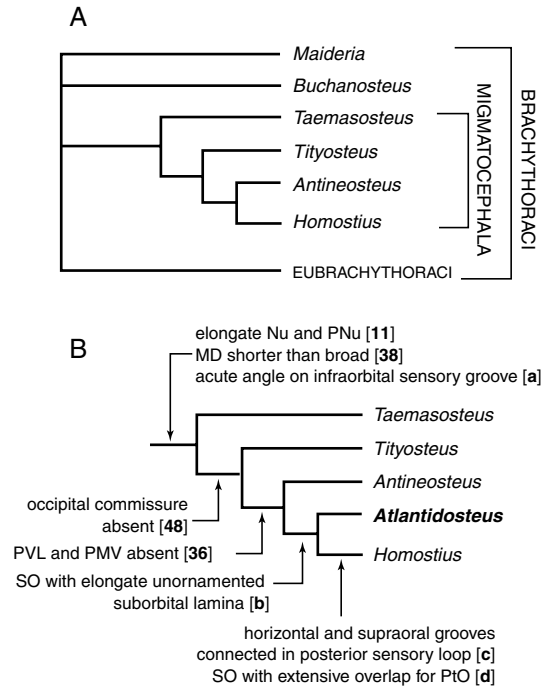 A
Maideria
Buchanosteus
Taemasosteus
Tityosteus
Antineosteus
Homostius
EUBRACHYTHORACI
MIGMATOCEPHALA
BRACHYTHORACI
B
elongate Nu and PNu [11]
MD shorter than broad [38]
acute angle on infraorbital sensory groove [a]
Taemasosteus
Tityosteus
Antineosteus
Atlantidosteus
Homostius
occipital commissure
absent [48]
PVL and PMV absent [36]
SO with elongate unornamented
suborbital lamina [b]
horizontal and supraoral grooves
connected in posterior sensory loop [c]
SO with extensive overlap for PtO [d]